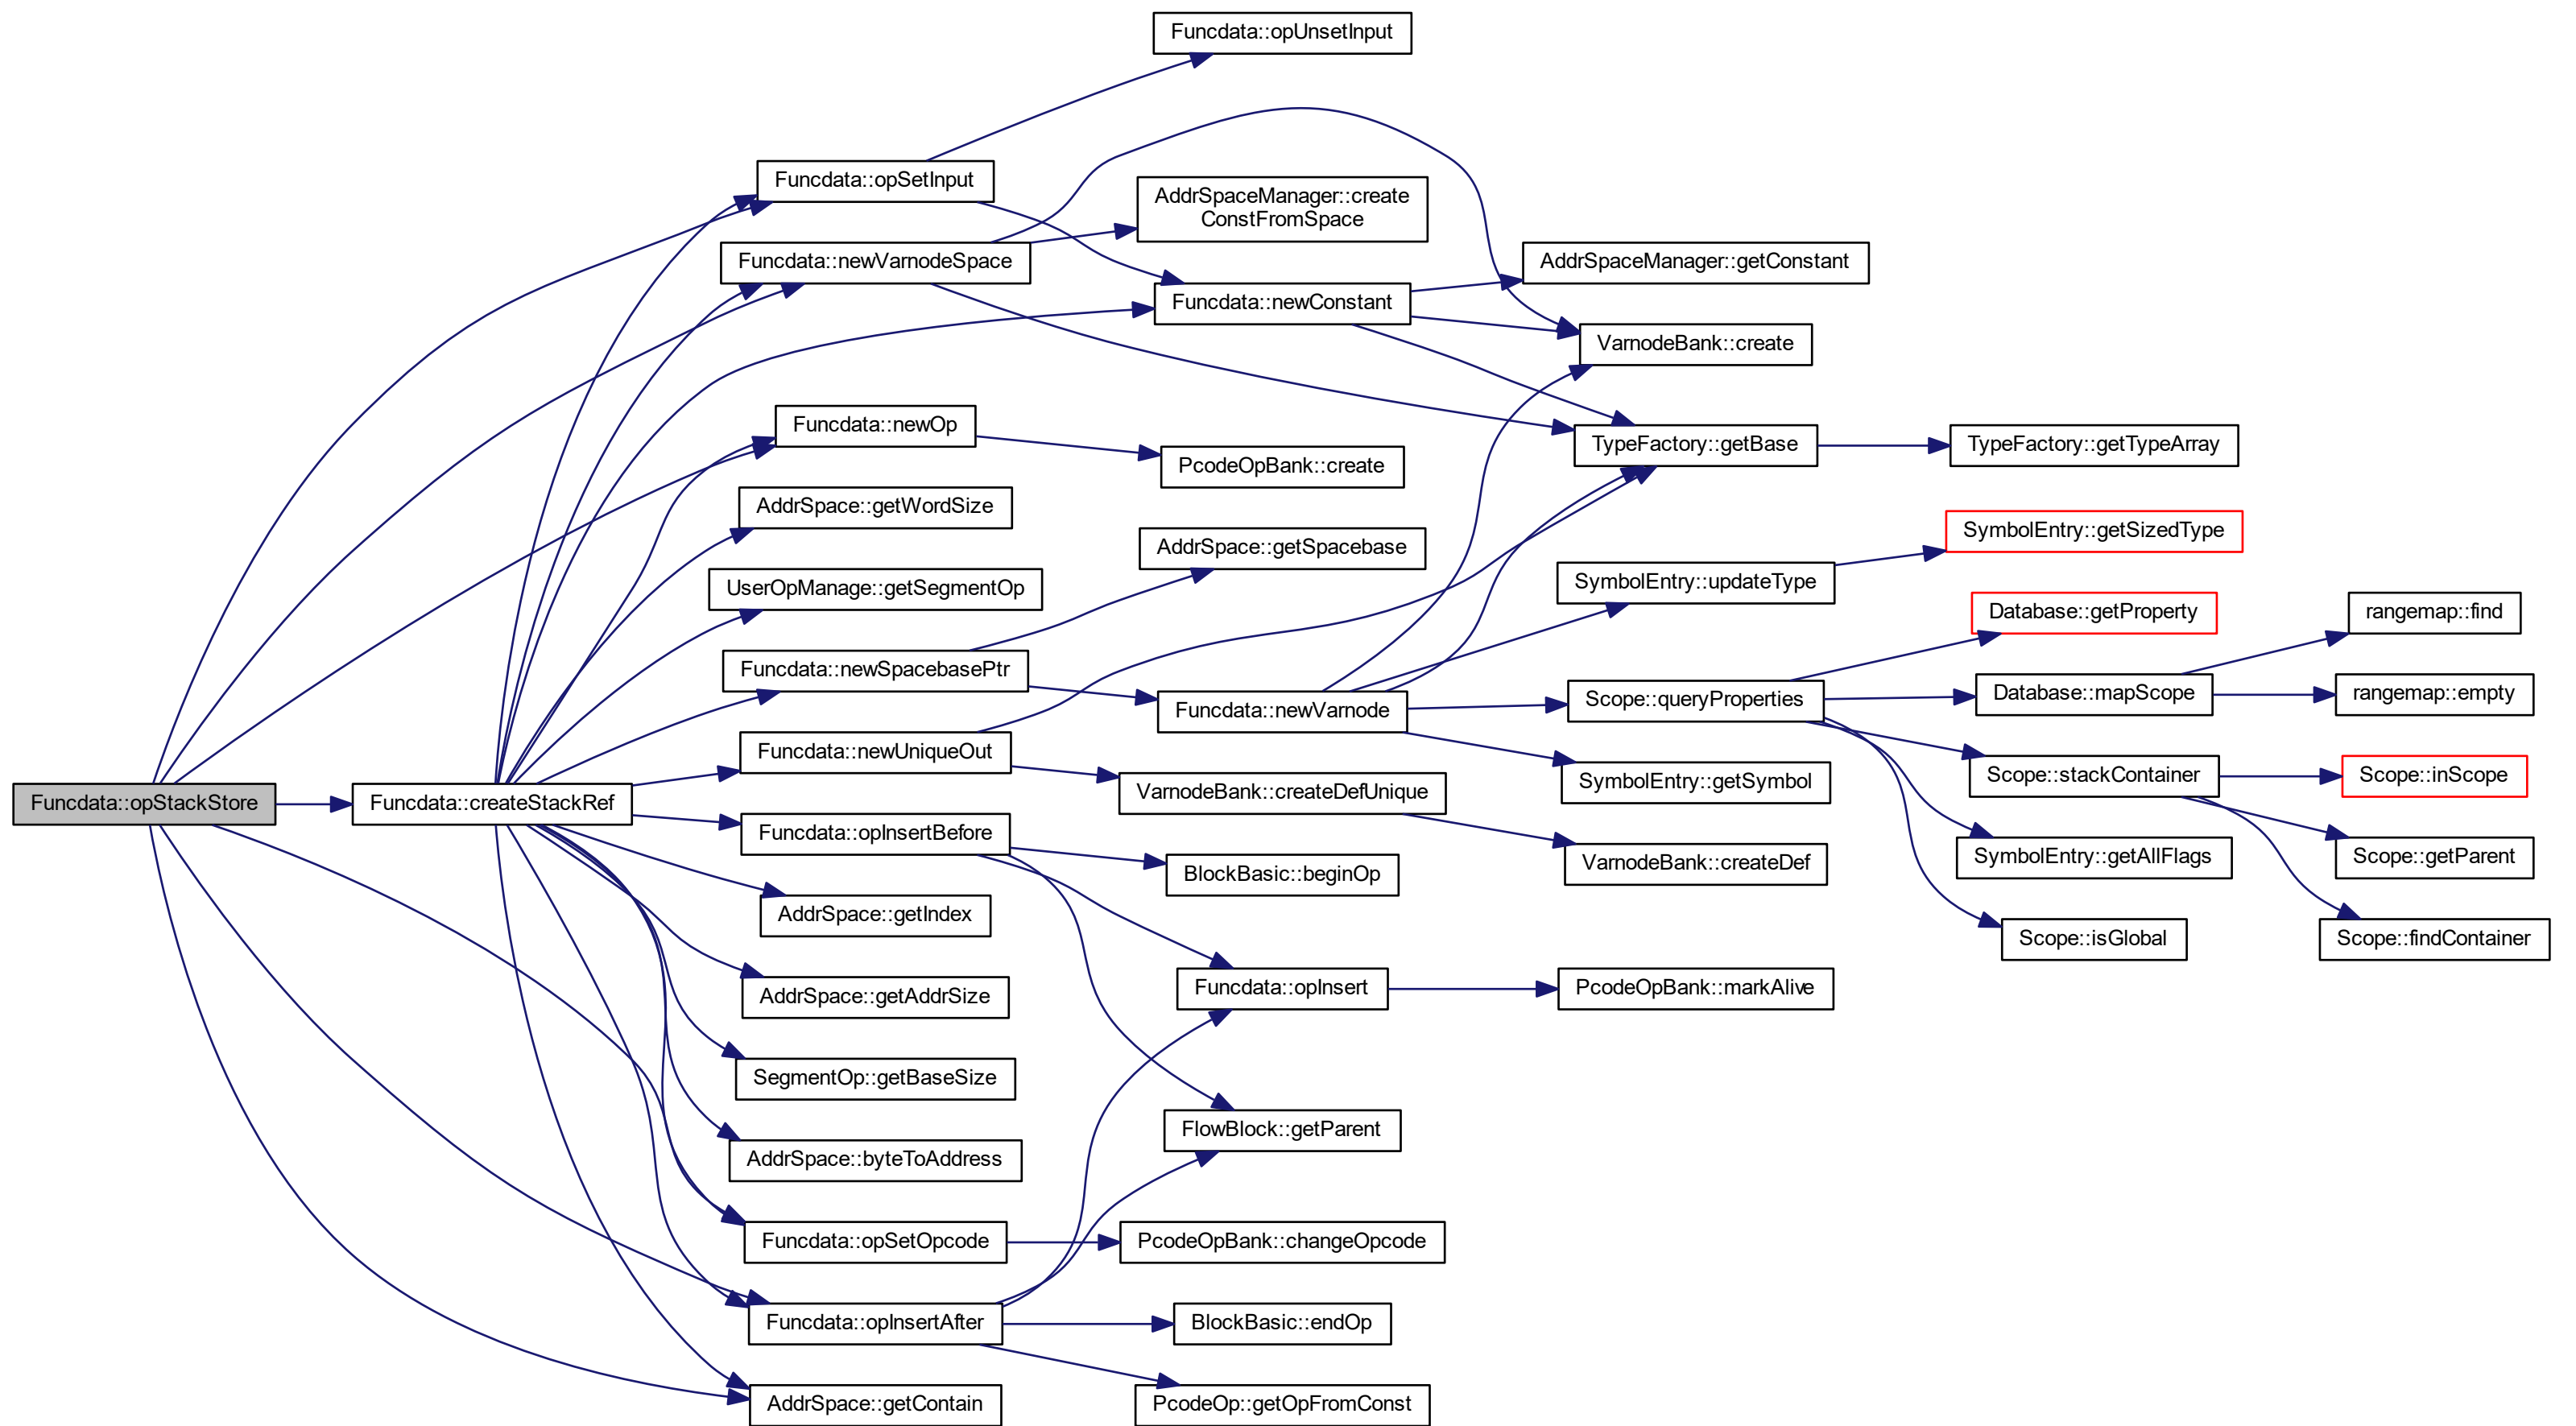 Funcdata::opStackStore
Funcdata::createStackRef
Funcdata::opSetInput
Funcdata::newVarnodeSpace
Funcdata::newOp
AddrSpace::getWordSize
UserOpManage::getSegmentOp
Funcdata::newSpacebasePtr
Funcdata::newUniqueOut
Funcdata::opInsertBefore
AddrSpace::getIndex
AddrSpace::getAddrSize
SegmentOp::getBaseSize
AddrSpace::byteToAddress
Funcdata::opSetOpcode
Funcdata::opInsertAfter
AddrSpace::getContain
Funcdata::opUnsetInput
AddrSpaceManager::create
ConstFromSpace
Funcdata::newConstant
PcodeOpBank::create
AddrSpace::getSpacebase
Funcdata::newVarnode
VarnodeBank::createDefUnique
BlockBasic::beginOp
Funcdata::opInsert
FlowBlock::getParent
PcodeOpBank::changeOpcode
BlockBasic::endOp
PcodeOp::getOpFromConst
AddrSpaceManager::getConstant
VarnodeBank::create
TypeFactory::getBase
SymbolEntry::updateType
Scope::queryProperties
SymbolEntry::getSymbol
VarnodeBank::createDef
PcodeOpBank::markAlive
TypeFactory::getTypeArray
SymbolEntry::getSizedType
Database::getProperty
Database::mapScope
Scope::stackContainer
SymbolEntry::getAllFlags
Scope::isGlobal
rangemap::find
rangemap::empty
Scope::inScope
Scope::getParent
Scope::findContainer